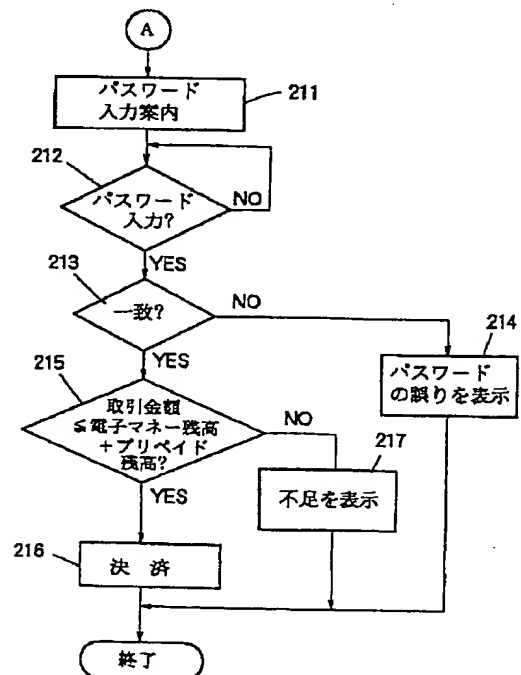 A
パスワード
入力案内
211
212
パスワード
入力?
NO
YES
213
一致?
NO
YES
214
パスワード
の誤りを表示
215
取引金額
≦電子マネー残高
+プリペイド
残高?
NO
YES
217
不足を表示
216
決 済
終了